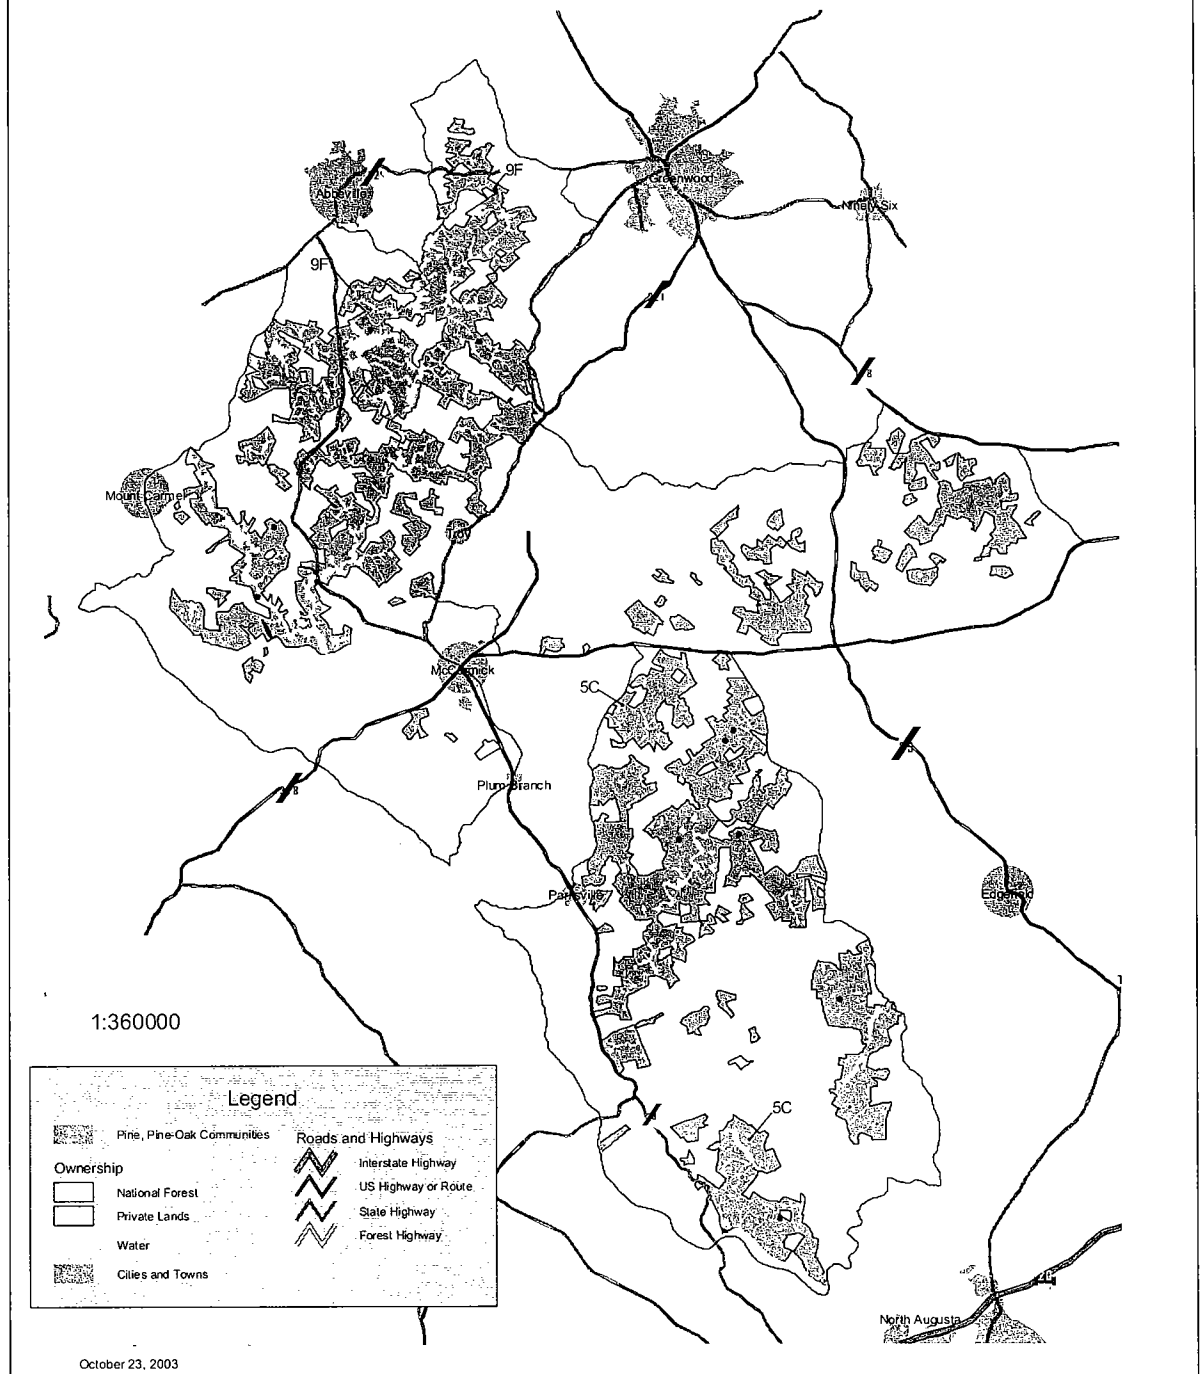 9F
Abbeville
Greenwood
Ninety Six
9F
Mount Carmel
Troy
McCormick
5C
Plum Branch
Parksville
Edgefield
1:360000
5C
Legend
Pine, Pine-Oak Communities
Ownership
National Forest
Private Lands
Water
Cities and Towns
Roads and Highways
Interstate Highway
US Highway or Route
State Highway
Forest Highway
20
North Augusta
October 23, 2003